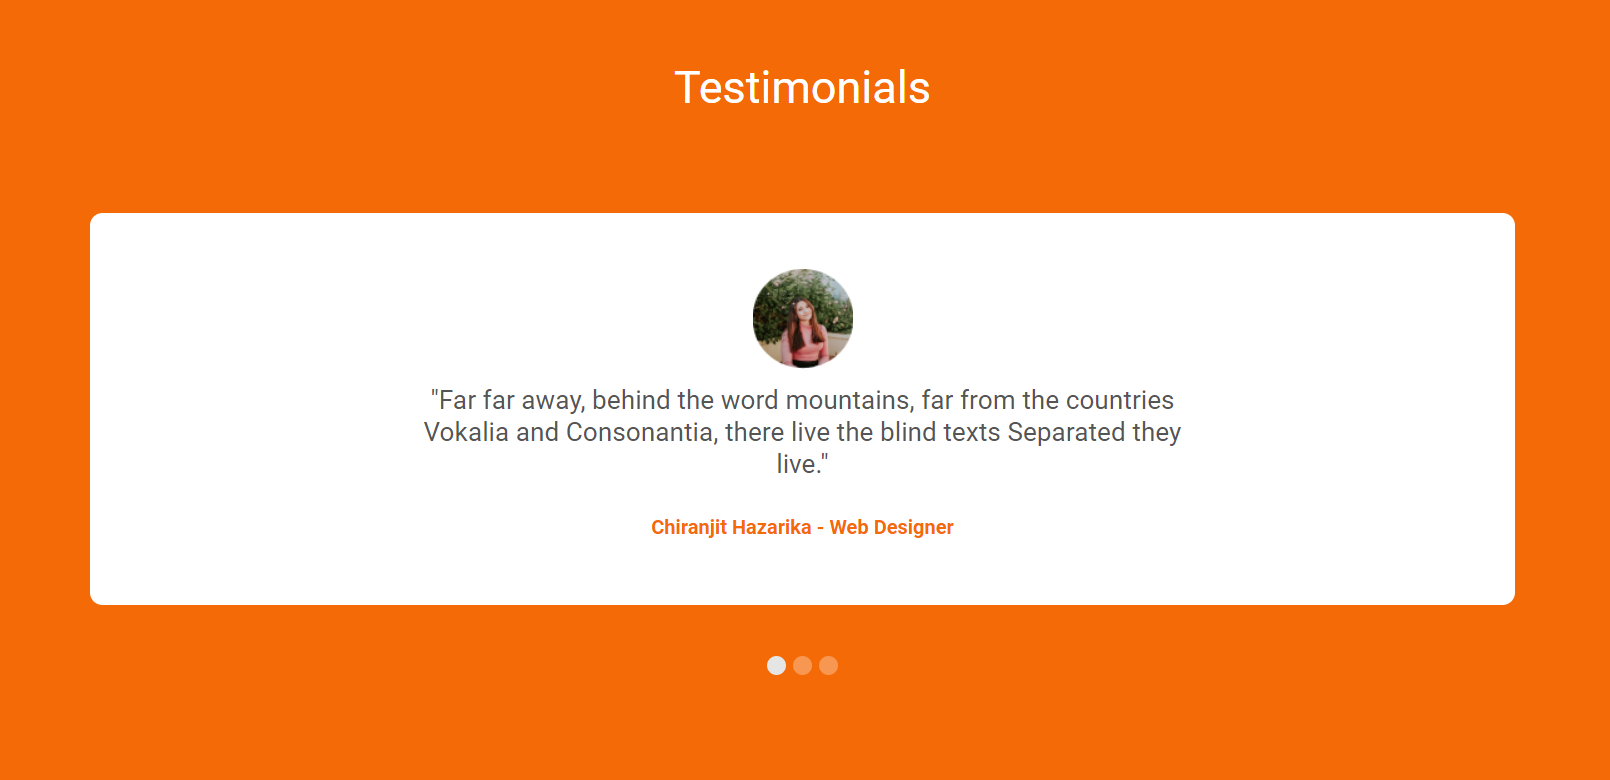 Testimonials
"Far far away, behind the word mountains, far from the countries
Vokalia and Consonantia, there live the blind texts Separated they
live."
Chiranjit Hazarika - Web Designer